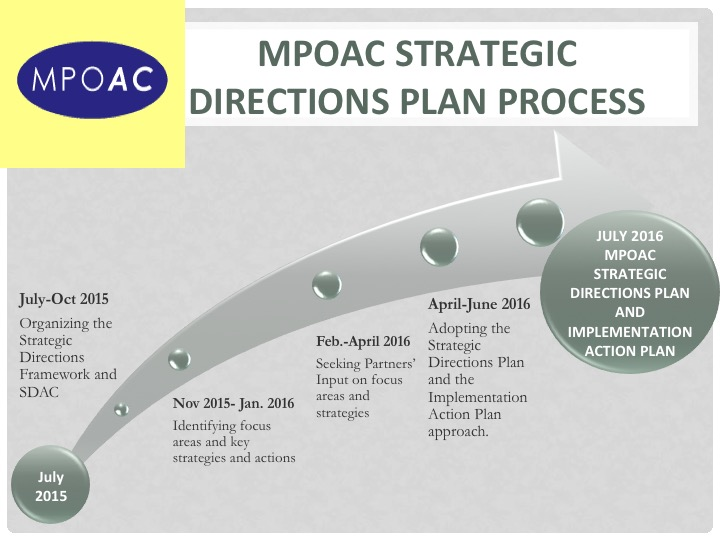 MPOAC
MPOAC STRATEGIC
DIRECTIONS PLAN PROCESS
July-Oct 2015
Organizing the
Strategic
Directions
Framework and
SDAC
July
2015
Nov 2015- Jan. 2016
Identifying focus
areas and key
strategies and actions
Feb.-April 2016
Seeking Partners’
Input on focus
areas and
strategies
April-June 2016
Adopting the
Strategic
Directions Plan
and the
Implementation
Action Plan
approach.
JULY 2016
MPOAC
STRATEGIC
DIRECTIONS PLAN
AND
IMPLEMENTATION
ACTION PLAN